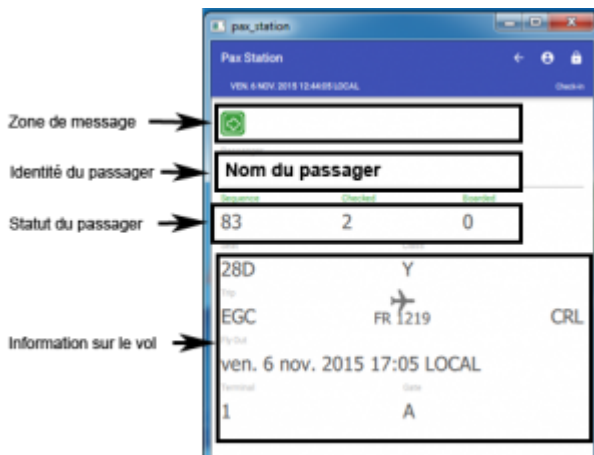 pax_station
Pax Station
VEN. 6 NOV. 2015 12:44:05 LOCAL Check-in
Zone de message
Identité du passager Nom du passager
Sequence Checked Boarded
Statut du passager 83 2 0
Seat Class
28D Y
Trip
EGC FR 1219 CRL
Information sur le vol
Fly Out
ven. 6 nov. 2015 17:05 LOCAL
Terminal Gate
1 A